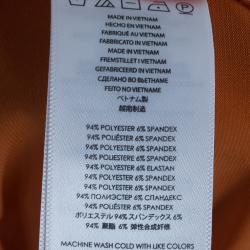 MADE IN VIETNAM
HECHO EN VIETNAM
FABRIQUÉ AU VIETNAM
FABBRICATO IN VIETNAM
MADE IN VIETNAM
FREMSTILLET I VIETNAM
GEFABRICEERD IN VIETNAM
СДЕЛАНО ВО ВЬЕТНАМЕ
FEITO NO VIETNAM
ベトナム製
越南制造
94% POLYESTER 6% SPANDEX
94% POLIÉSTER 6% SPANDEX
94% POLYESTER 6% SPANDEX
94% POLIESTERE 6% SPANDEX
94% POLYESTER 6% ELASTAN
94% POLYESTER 6% SPANDEX
94% POLYESTER 6% SPANDEX
94% ПОЛИЭСТЕР 6% СПАНДЕКС
94% POLIÉSTER 6% SPANDEX
ポリエステル 94% スパンデックス 6%
94% 聚酯 6% 弹性合成纤维
MACHINE WASH COLD WITH LIKE COLORS